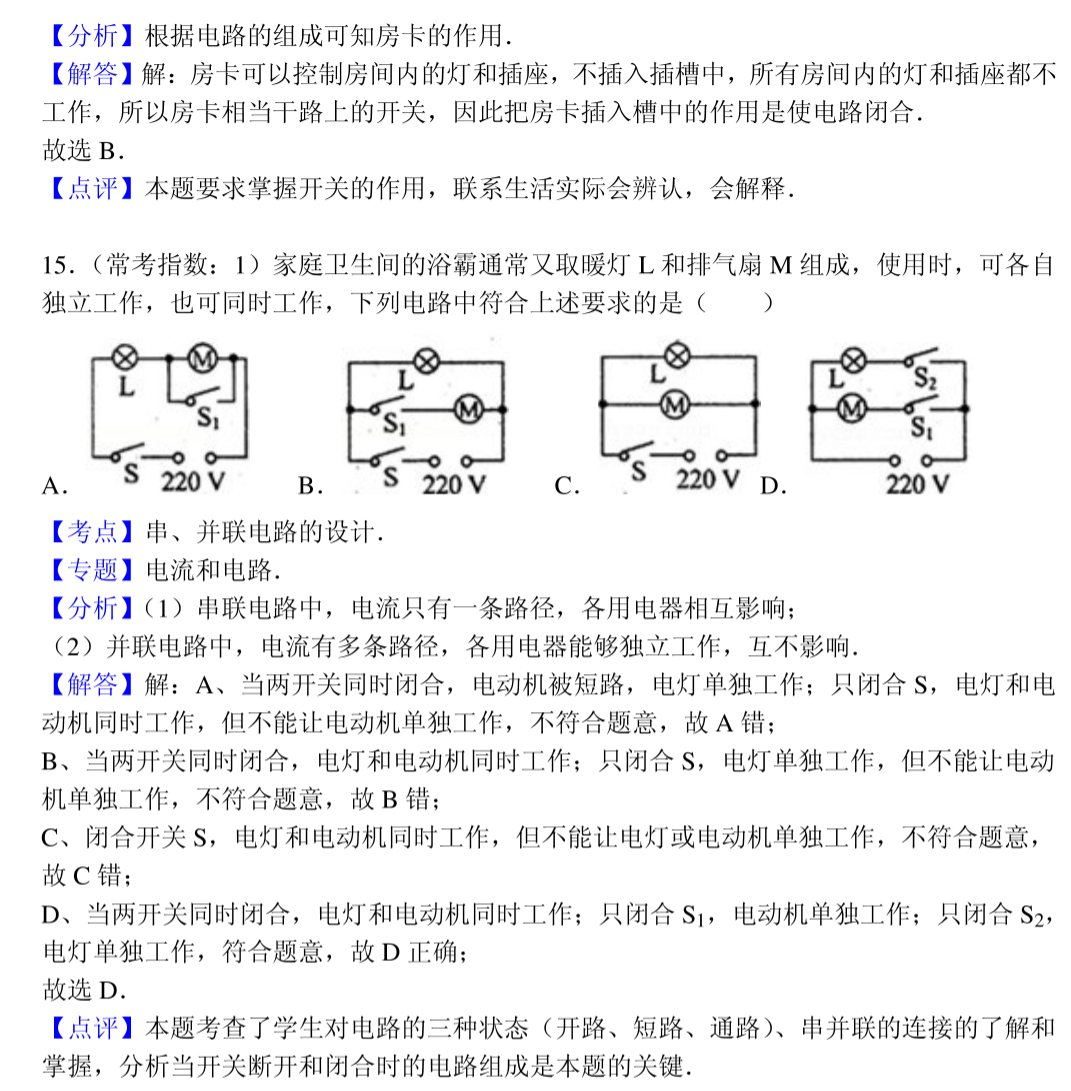 【分析】根据电路的组成可知房卡的作用．
【解答】解：房卡可以控制房间内的灯和插座，不插入插槽中，所有房间内的灯和插座都不
工作，所以房卡相当干路上的开关，因此把房卡插入槽中的作用是使电路闭合．
故选 B．
【点评】本题要求掌握开关的作用，联系生活实际会辨认，会解释．
15．（常考指数：1）家庭卫生间的浴霸通常又取暖灯 L 和排气扇 M 组成，使用时，可各自
独立工作，也可同时工作，下列电路中符合上述要求的是（　　）
A． L M S1 S 220 V B． L S1 M S 220 V C． L M S 220 V D． L S2 M S1 220 V
【考点】串、并联电路的设计．
【专题】电流和电路．
【分析】（1）串联电路中，电流只有一条路径，各用电器相互影响；
（2）并联电路中，电流有多条路径，各用电器能够独立工作，互不影响．
【解答】解：A、当两开关同时闭合，电动机被短路，电灯单独工作；只闭合 S，电灯和电
动机同时工作，但不能让电动机单独工作，不符合题意，故 A 错；
B、当两开关同时闭合，电灯和电动机同时工作；只闭合 S，电灯单独工作，但不能让电动
机单独工作，不符合题意，故 B 错；
C、闭合开关 S，电灯和电动机同时工作，但不能让电灯或电动机单独工作，不符合题意，
故 C 错；
D、当两开关同时闭合，电灯和电动机同时工作；只闭合 S1，电动机单独工作；只闭合 S2，
电灯单独工作，符合题意，故 D 正确；
故选 D．
【点评】本题考查了学生对电路的三种状态（开路、短路、通路）、串并联的连接的了解和
掌握，分析当开关断开和闭合时的电路组成是本题的关键．